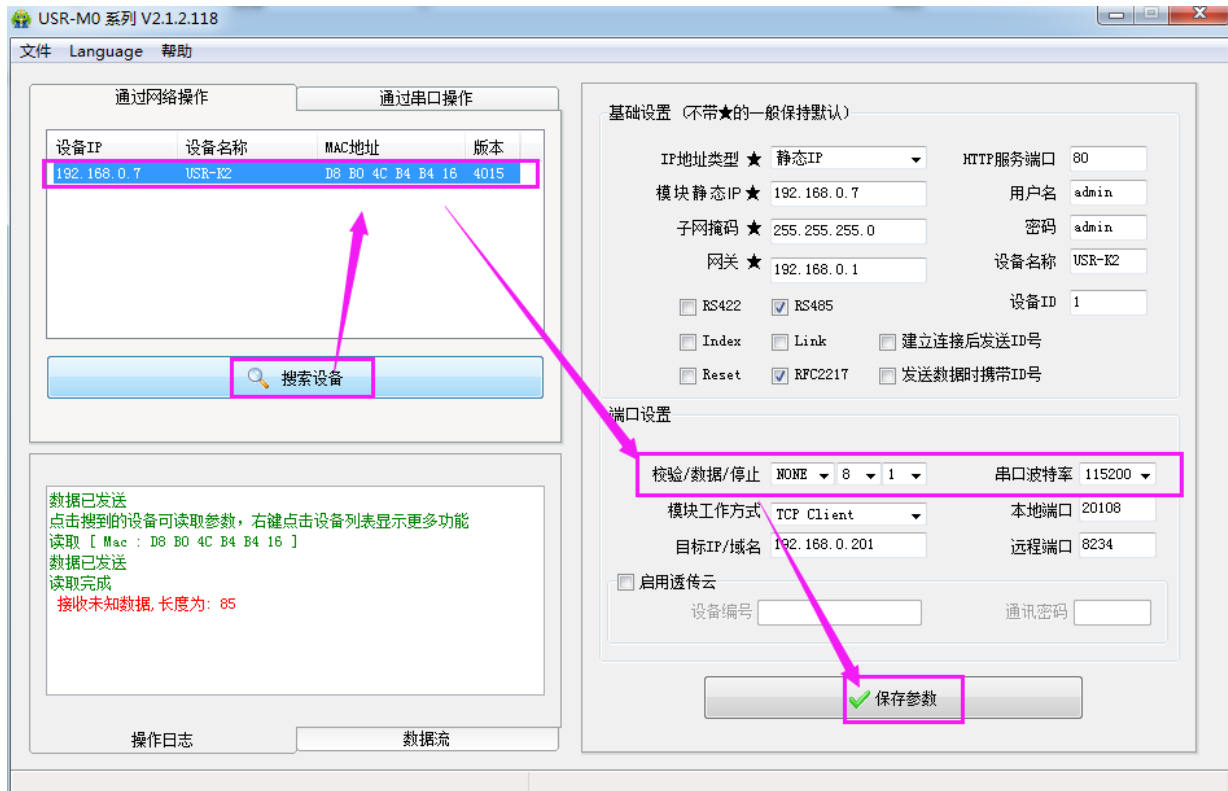 USR-M0 系列 V2.1.2.118
文件 Language 帮助
通过网络操作 通过串口操作
设备IP 设备名称 MAC地址 版本
192.168.0.7 USR-K2 D8 B0 4C B4 B4 16 4015
搜索设备
数据已发送
点击搜到的设备可读取参数，右键点击设备列表显示更多功能
读取 [ Mac : D8 B0 4C B4 B4 16 ]
数据已发送
读取完成
接收未知数据,长度为: 85
操作日志 数据流
基础设置 (不带★的一般保持默认)
IP地址类型 ★ 静态IP HTTP服务端口 80
模块静态IP★ 192.168.0.7 用户名 admin
子网掩码 ★ 255.255.255.0 密码 admin
网关 ★ 192.168.0.1 设备名称 USR-K2
RS422 RS485 设备ID 1
Index Link 建立连接后发送ID号
Reset RFC2217 发送数据时携带ID号
端口设置
校验/数据/停止 NONE 8 1 串口波特率 115200
模块工作方式 TCP Client 本地端口 20108
目标IP/域名 192.168.0.201 远程端口 8234
启用透传云
设备编号 通讯密码
保存参数